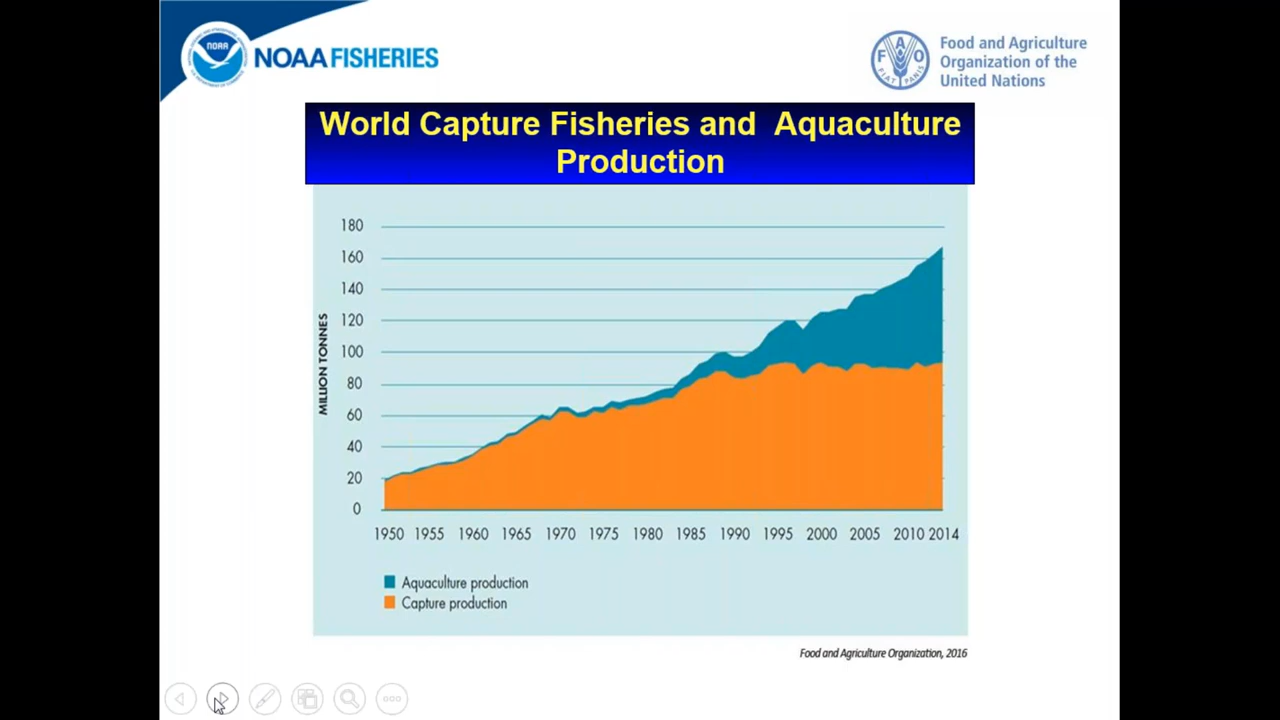 NOAA
NOAA FISHERIES
F A O
FIAT PANIS
Food and Agriculture
Organization of the
United Nations
World Capture Fisheries and Aquaculture
Production
180
160
140
120
100
80
60
40
20
0
MILLION TONNES
1950 1955 1960 1965 1970 1975 1980 1985 1990 1995 2000 2005 2010 2014
Aquaculture production
Capture production
Food and Agriculture Organization, 2016